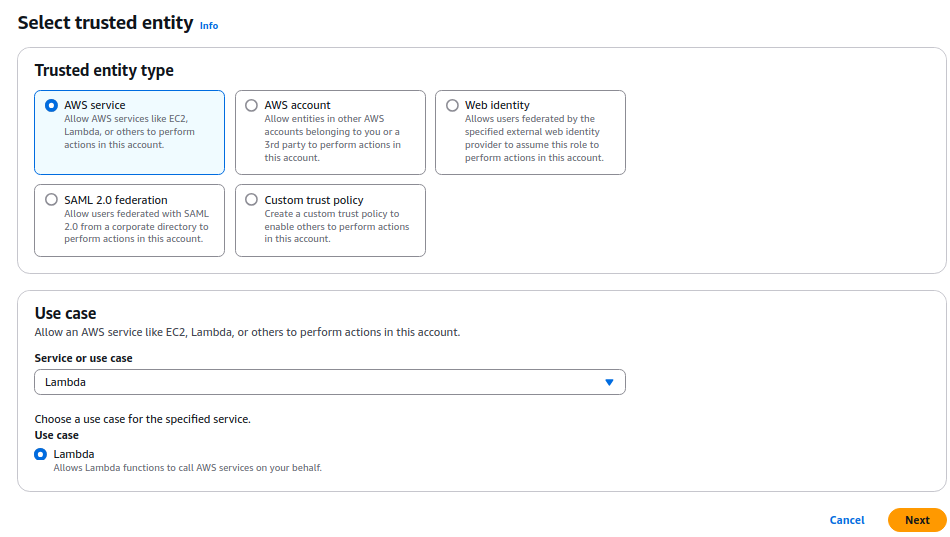 Select trusted entity Info
Trusted entity type
AWS service
Allow AWS services like EC2,
Lambda, or others to perform
actions in this account.
AWS account
Allow entities in other AWS
accounts belonging to you or a
3rd party to perform actions in
this account.
Web identity
Allows users federated by the
specified external web identity
provider to assume this role to
perform actions in this account.
SAML 2.0 federation
Allow users federated with SAML
2.0 from a corporate directory to
perform actions in this account.
Custom trust policy
Create a custom trust policy to
enable others to perform actions
in this account.
Use case
Allow an AWS service like EC2, Lambda, or others to perform actions in this account.
Service or use case
Lambda
Choose a use case for the specified service.
Use case
Lambda
Allows Lambda functions to call AWS services on your behalf.
Cancel
Next